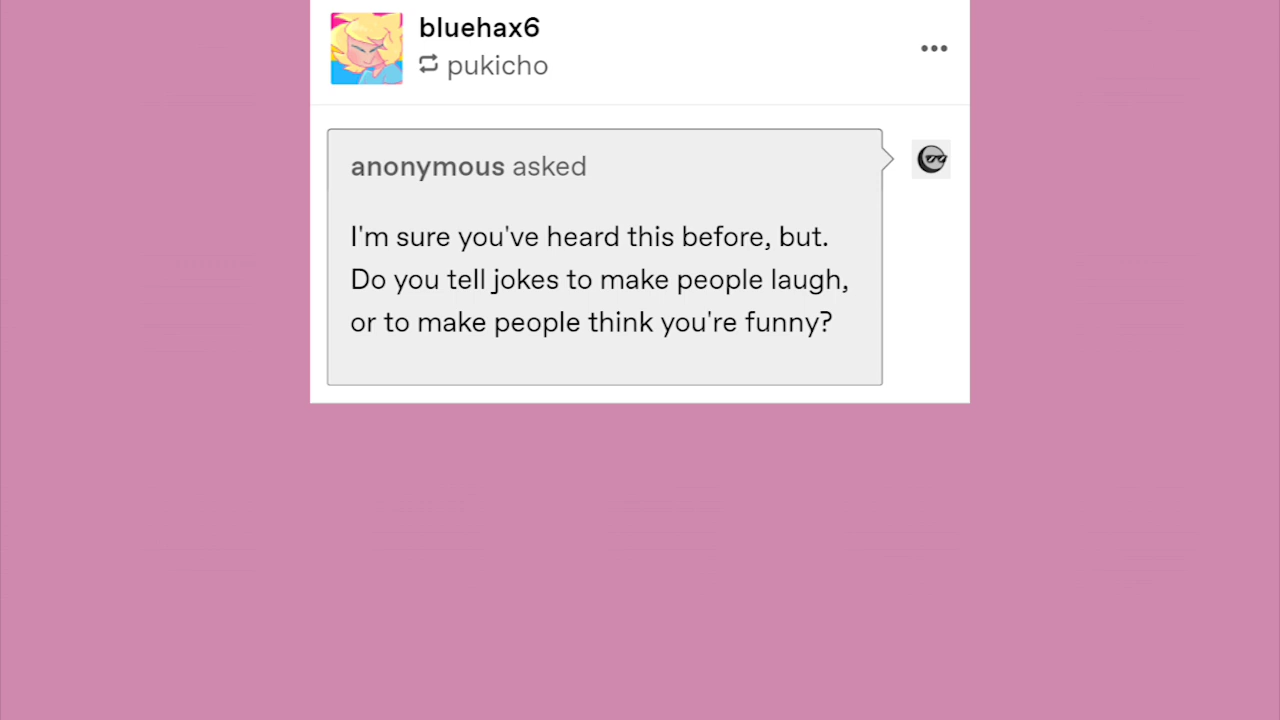 bluehax6
pukicho
anonymous asked
I'm sure you've heard this before, but.
Do you tell jokes to make people laugh,
or to make people think you're funny?